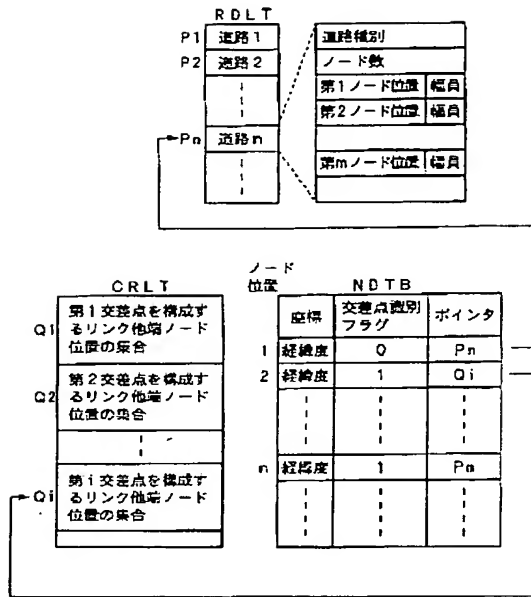 RDLT
P1 道路1
P2 道路2
Pn 道路n
道路種別
ノード数
第1ノード位置 幅員
第2ノード位置 幅員
第mノード位置 幅員
CRLT
Q1
第1交差点を構成す
るリンク他端ノード
位置の集合
Q2
第2交差点を構成す
るリンク他端ノード
位置の集合
Qi
第i交差点を構成す
るリンク他端ノード
位置の集合
ノード
位置
NDTB
座標 交差点識別
フラグ ポインタ
1 経緯度 0 Pn
2 経緯度 1 Qi
n 経緯度 1 Pm